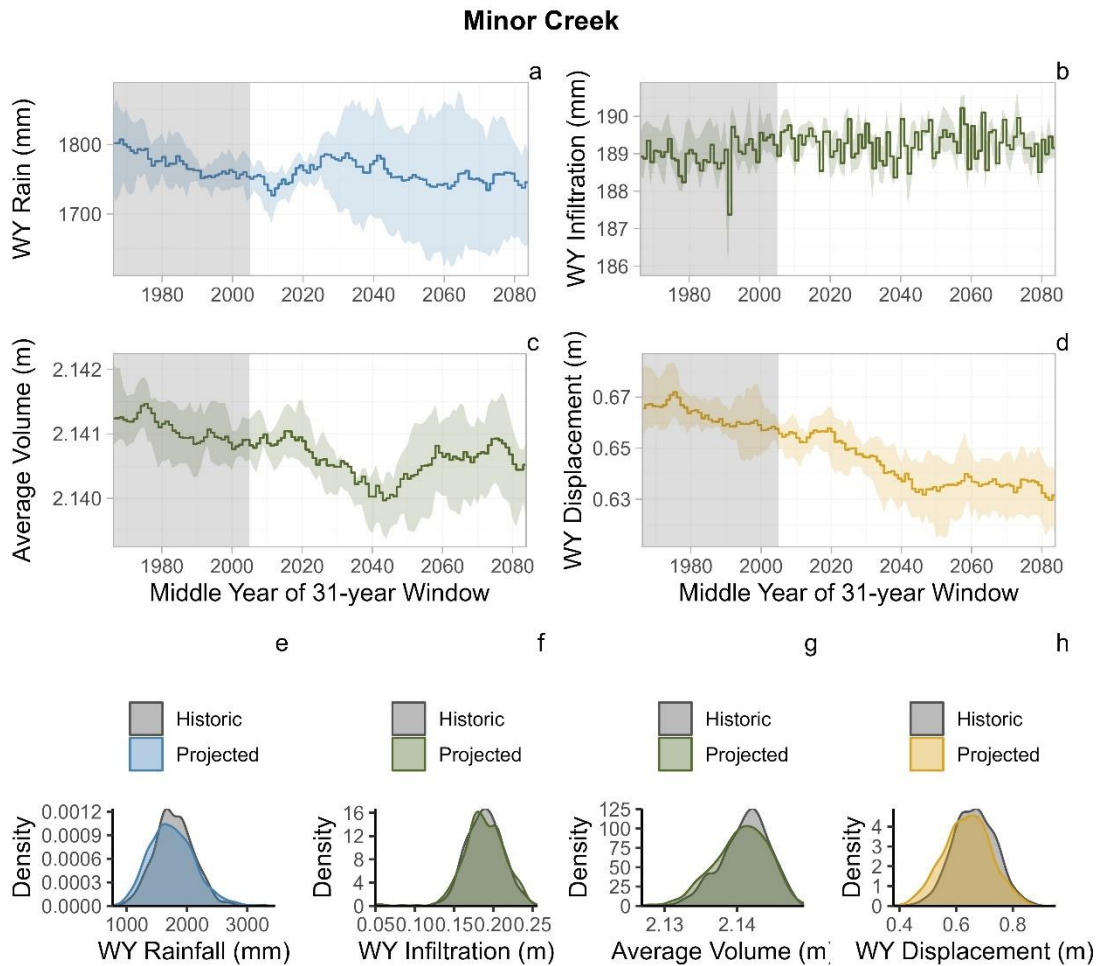 Minor Creek
a
WY Rain (mm)
1800
1700
1980 2000 2020 2040 2060 2080
b
WY Infiltration (mm)
190
189
188
187
186
1980 2000 2020 2040 2060 2080
c
Average Volume (m)
2.142
2.141
2.140
1980 2000 2020 2040 2060 2080
Middle Year of 31-year Window
d
WY Displacement (m)
0.67
0.65
0.63
1980 2000 2020 2040 2060 2080
Middle Year of 31-year Window
e
Historic
Projected
Density
0.0012
0.0009
0.0006
0.0003
0.0000
1000 2000 3000
WY Rainfall (mm)
f
Historic
Projected
Density
16
12
8
4
0
0.05 0.10 0.15 0.20 0.25
WY Infiltration (m)
g
Historic
Projected
Density
125
100
75
50
25
0
2.13 2.14
Average Volume (m)
h
Historic
Projected
Density
4
3
2
1
0
0.4 0.6 0.8
WY Displacement (m)